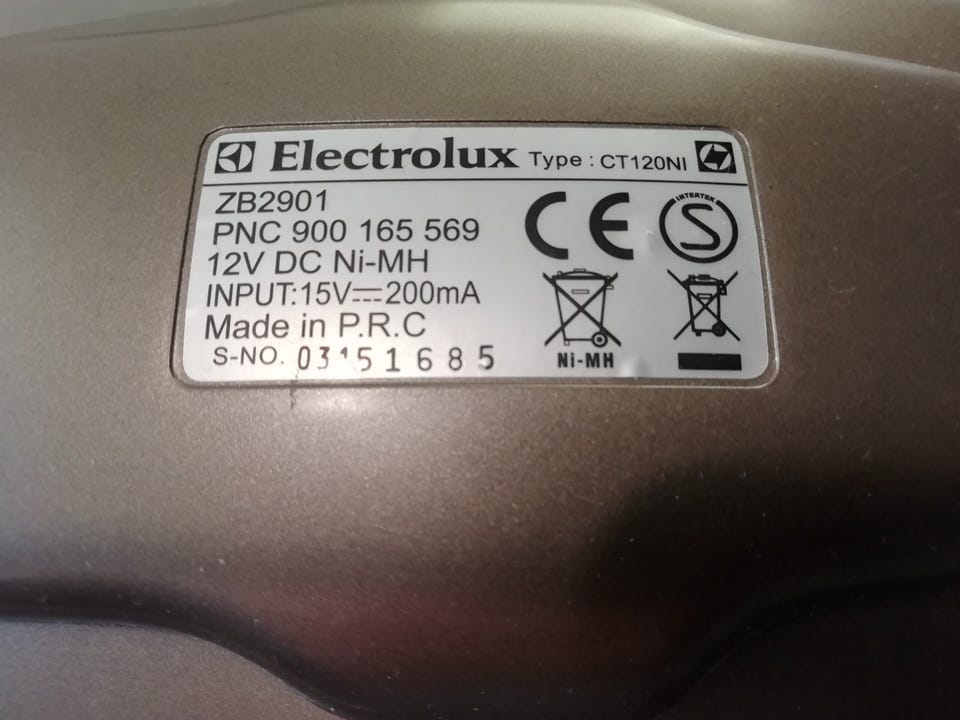 Electrolux Type : CT120NI
ZB2901
PNC 900 165 569
12V DC Ni-MH
INPUT:15V⎓200mA
Made in P.R.C
S-NO. 03151685
CE
INTERTEK
S
Ni-MH